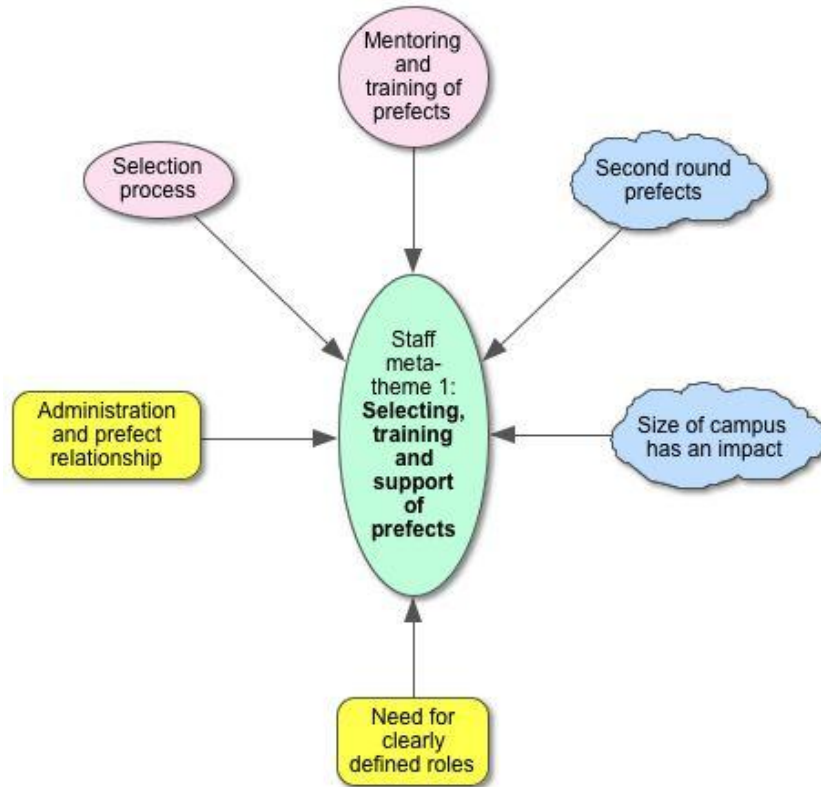 Mentoring
and
training of
prefects
Selection
process
Second round
prefects
Staff
meta-
theme 1:
Selecting,
training
and
support
of
prefects
Administration
and prefect
relationship
Size of campus
has an impact
Need for
clearly
defined roles